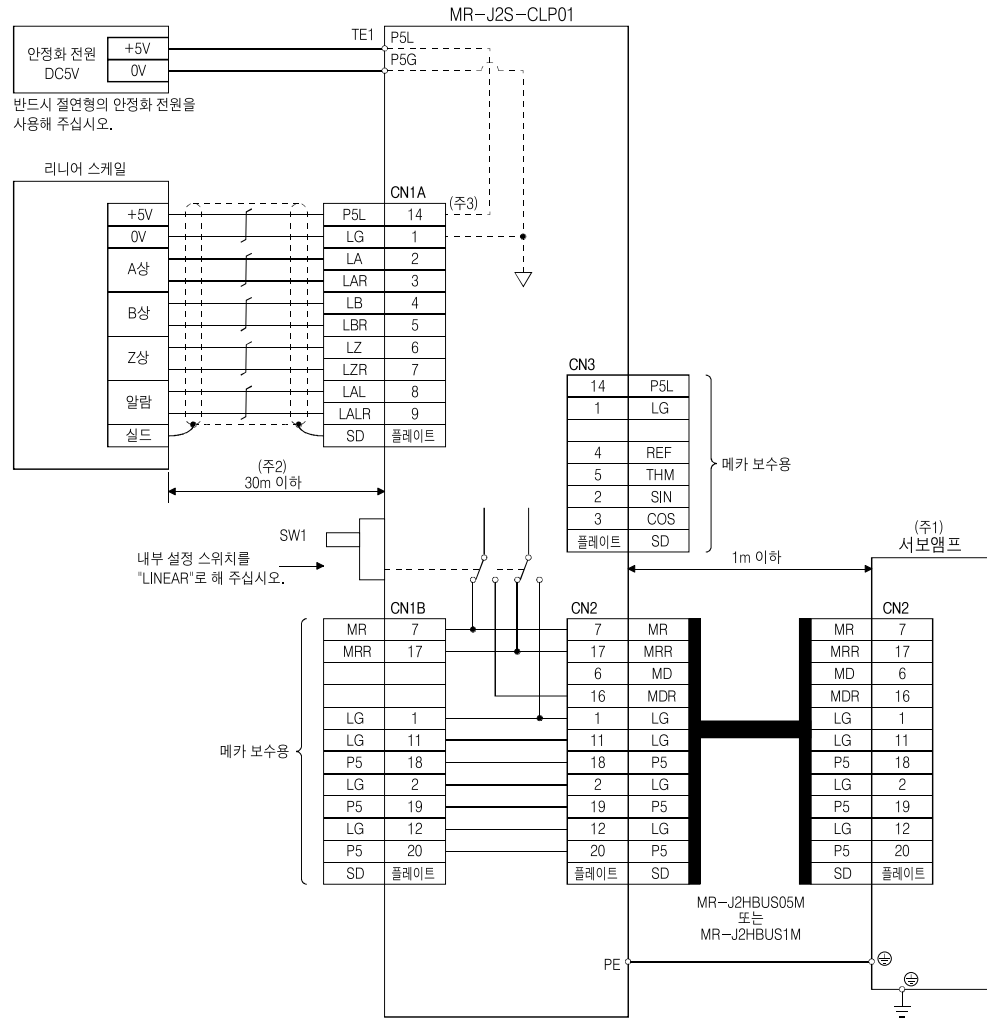 MR-J2S-CLP01
안정화 전원
DC5V
+5V
0V
TE1
P5L
P5G
반드시 절연형의 안정화 전원을
사용해 주십시오.
리니어 스케일
CN1A
(주3)
+5V P5L 14
0V LG 1
A상 LA 2
LAR 3
B상 LB 4
LBR 5
Z상 LZ 6
LZR 7
알람 LAL 8
LALR 9
실드 SD 플레이트
(주2)
30m 이하
CN3
14 P5L
1 LG
4 REF
5 THM
2 SIN
3 COS
플레이트 SD
메카 보수용
SW1
내부 설정 스위치를
"LINEAR"로 해 주십시오.
1m 이하
(주1)
서보앰프
CN1B
MR 7
MRR 17
LG 1
LG 11
P5 18
LG 2
P5 19
LG 12
P5 20
SD 플레이트
메카 보수용
CN2
7 MR
17 MRR
6 MD
16 MDR
1 LG
11 LG
18 P5
2 LG
19 P5
12 LG
20 P5
플레이트 SD
CN2
MR 7
MRR 17
MD 6
MDR 16
LG 1
LG 11
P5 18
LG 2
P5 19
LG 12
P5 20
SD 플레이트
MR-J2HBUS05M
또는
MR-J2HBUS1M
PE